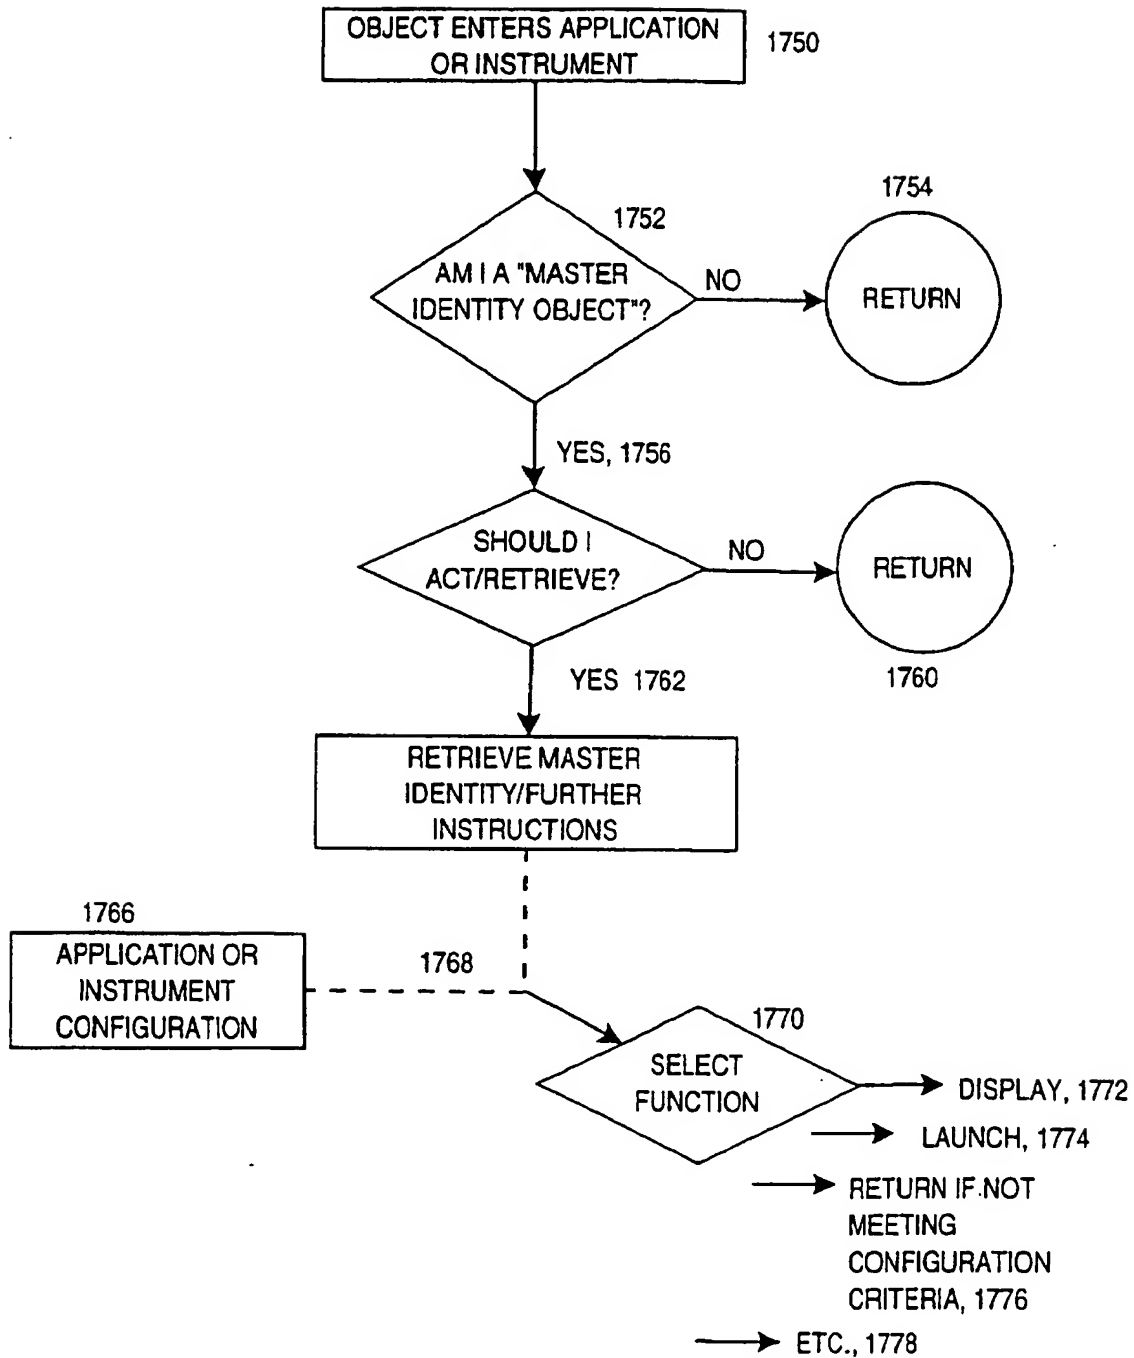 OBJECT ENTERS APPLICATION
OR INSTRUMENT
1750
1754
1752
AM I A "MASTER
IDENTITY OBJECT"?
NO
RETURN
YES, 1756
SHOULD I
ACT/RETRIEVE?
NO
RETURN
1760
YES 1762
RETRIEVE MASTER
IDENTITY/FURTHER
INSTRUCTIONS
1766
APPLICATION OR
INSTRUMENT
CONFIGURATION
1768
1770
SELECT
FUNCTION
DISPLAY, 1772
LAUNCH, 1774
RETURN IF NOT
MEETING
CONFIGURATION
CRITERIA, 1776
ETC., 1778